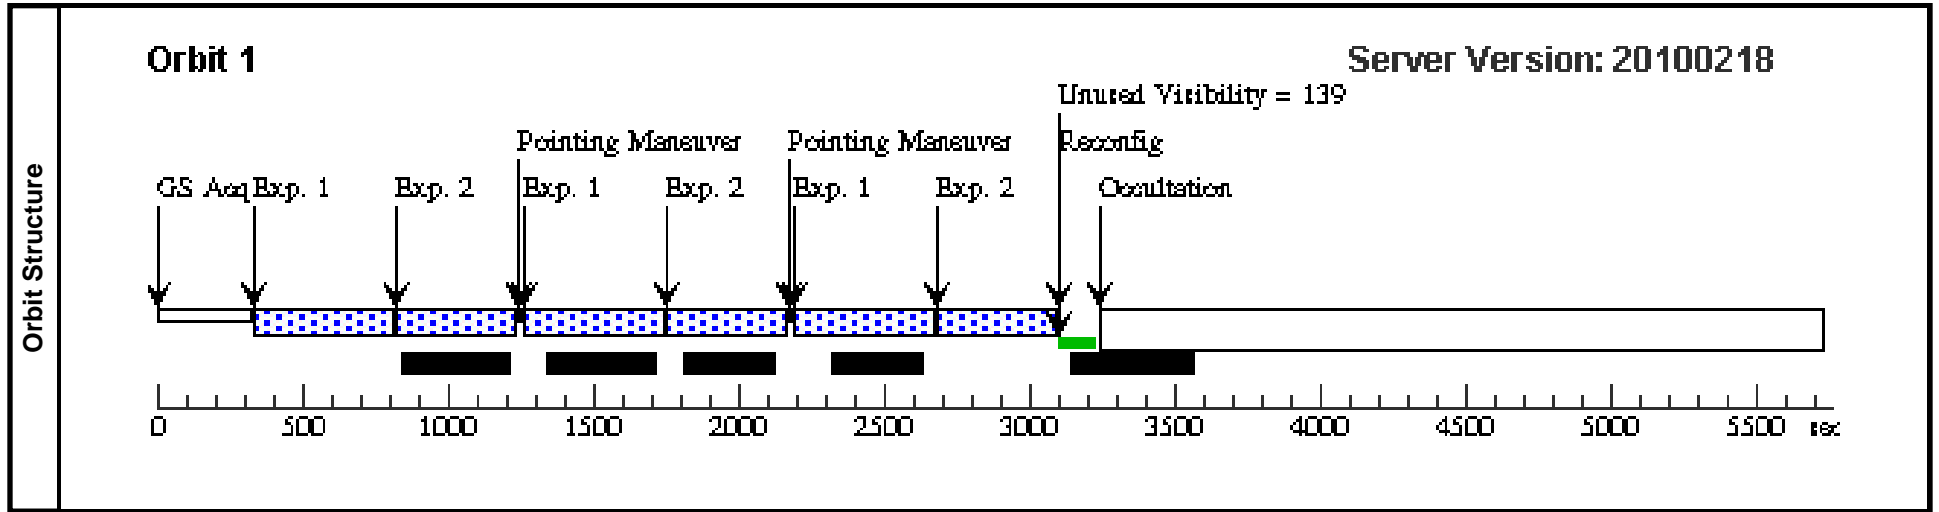 Orbit Structure
Orbit 1
Server Version: 20100218
Unused Visibility = 139
Pointing Maneuver Pointing Maneuver Reconfig
GS Acq Exp. 1 Exp. 2 Exp. 1 Exp. 2 Exp. 1 Exp. 2 Occultation
0 500 1000 1500 2000 2500 3000 3500 4000 4500 5000 5500 sec